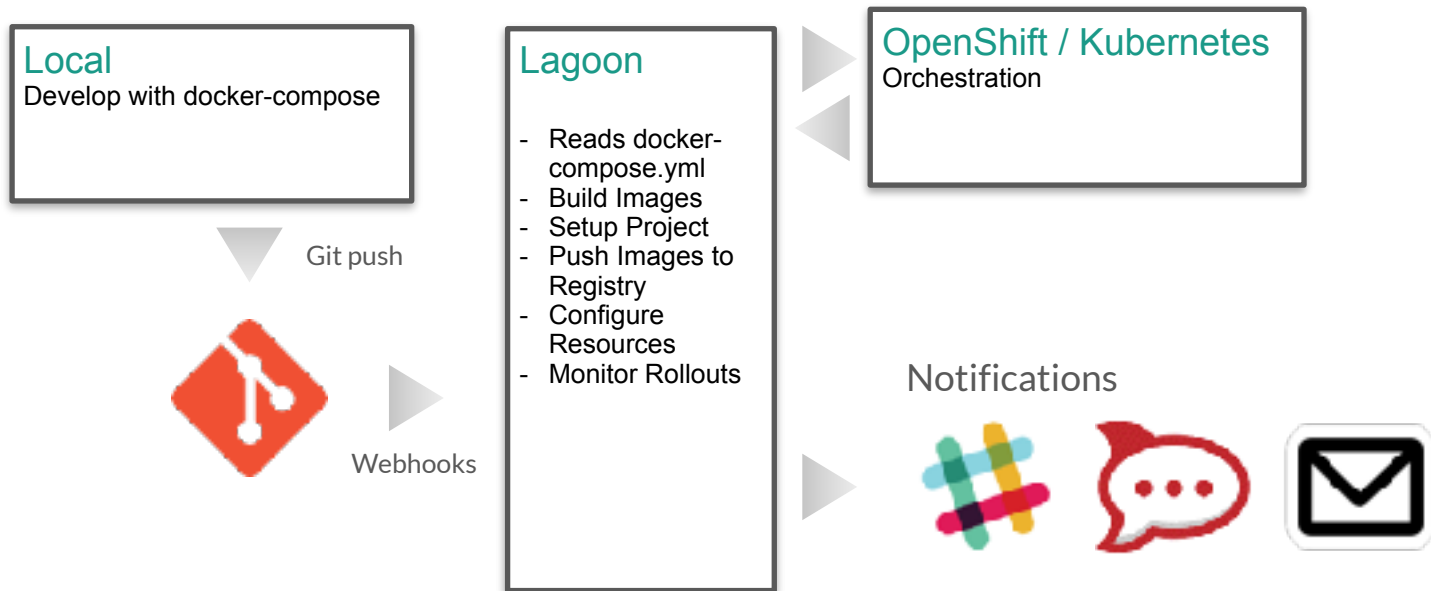 Local
Develop with docker-compose
Git push
Webhooks
Lagoon
- Reads docker-
compose.yml
- Build Images
- Setup Project
- Push Images to
Registry
- Configure
Resources
- Monitor Rollouts
OpenShift / Kubernetes
Orchestration
Notifications